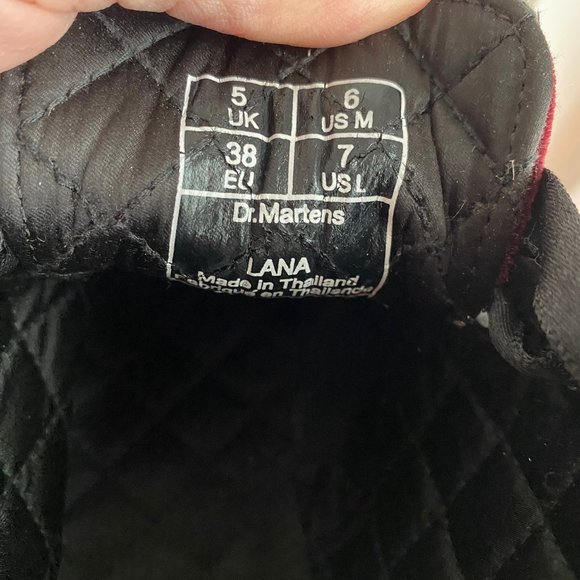 5 6
UK US M
38 7
EU US L
Dr.Martens
LANA
Made in Thailand
Fabriqué en Thaïlande